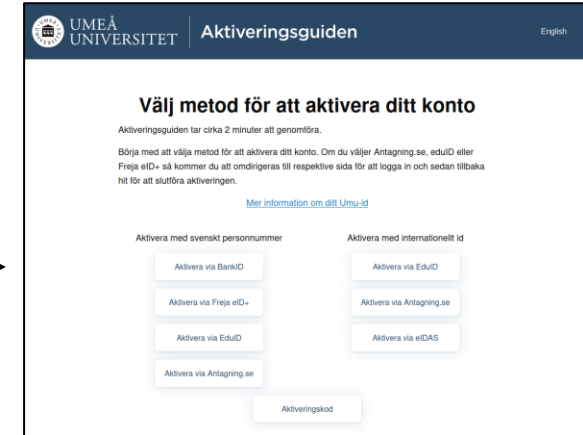 UMEÅ
UNIVERSITET
Aktiveringsguiden
English
Välj metod för att aktivera ditt konto
Aktiveringsguiden tar cirka 2 minuter att genomföra.
Börja med att välja metod för att aktivera ditt konto. Om du väljer Antagning.se, eduID eller
Freja eID+ så kommer du att omdirigeras till respektive sida för att logga in och sedan tillbaka
hit för att slutföra aktiveringen.
Mer information om ditt Umu-id
Aktivera med svenskt personnummer
Aktivera via BankID
Aktivera via Freja eID+
Aktivera via EduID
Aktivera via Antagning.se
Aktivera med internationellt id
Aktivera via EduID
Aktivera via Antagning.se
Aktivera via eIDAS
Aktiveringskod